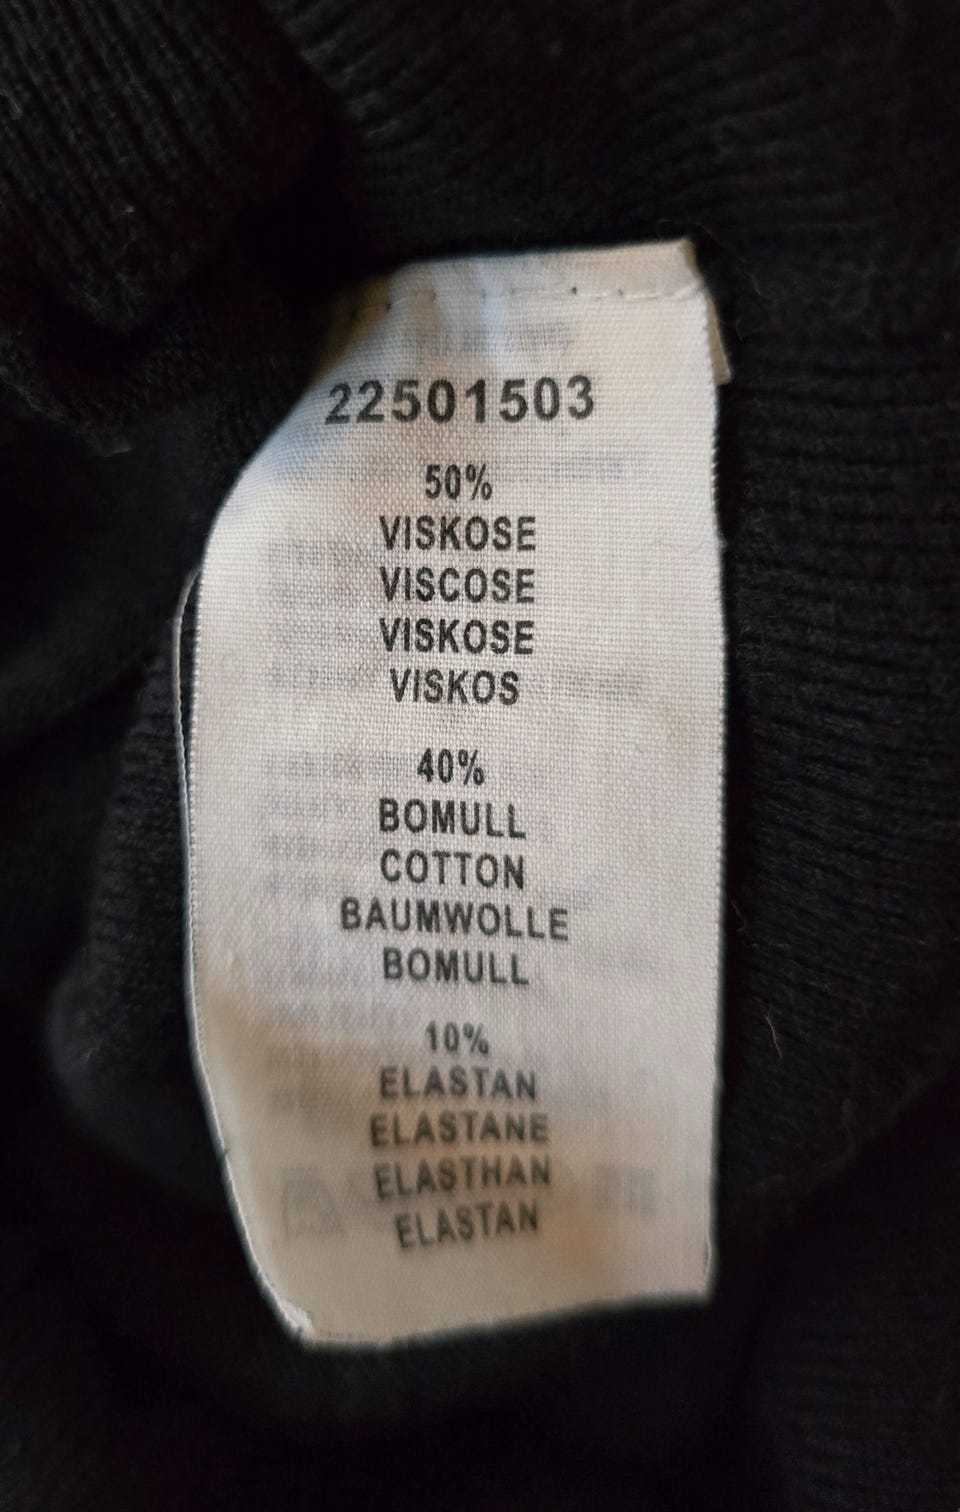 22501503
50%
VISKOSE
VISCOSE
VISKOSE
VISKOS
40%
BOMULL
COTTON
BAUMWOLLE
BOMULL
10%
ELASTAN
ELASTANE
ELASTHAN
ELASTAN